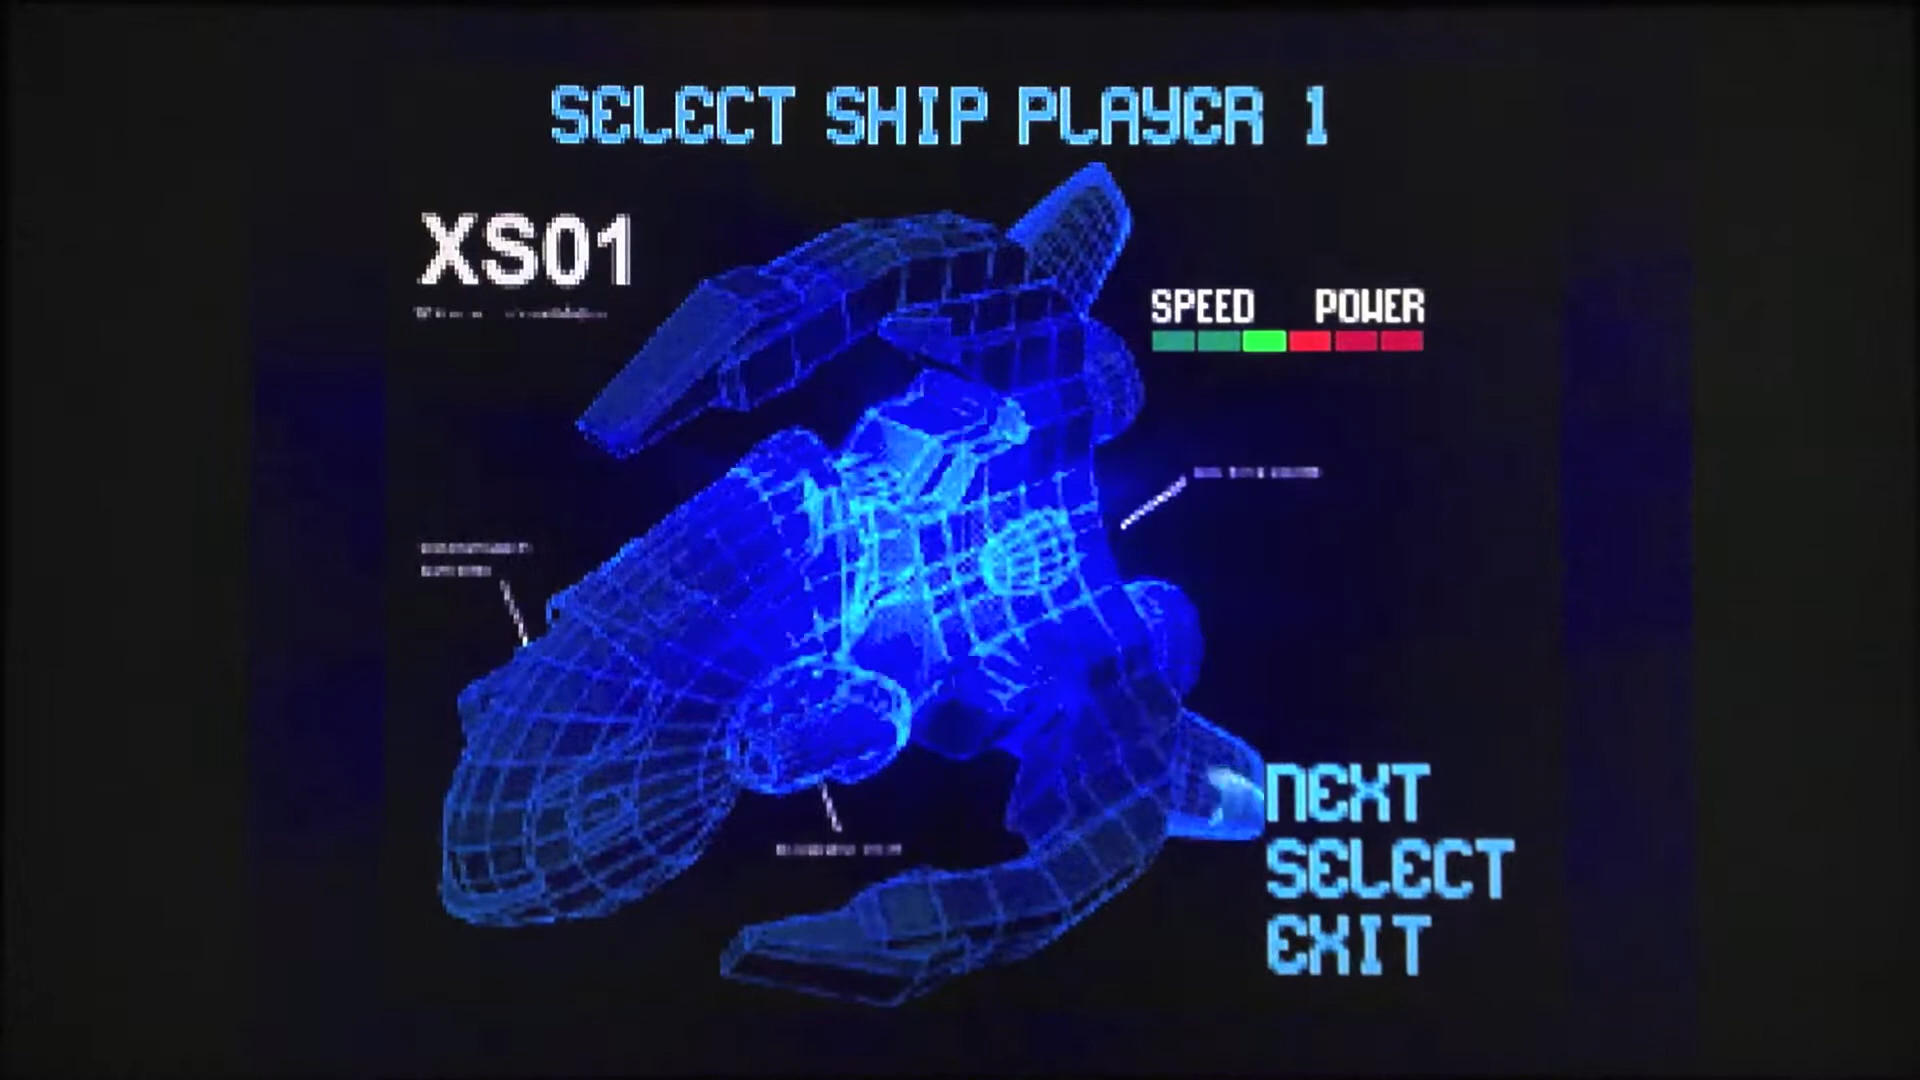 SELECT SHIP PLAYER 1
XS01
SPEED POWER
NEXT
SELECT
EXIT